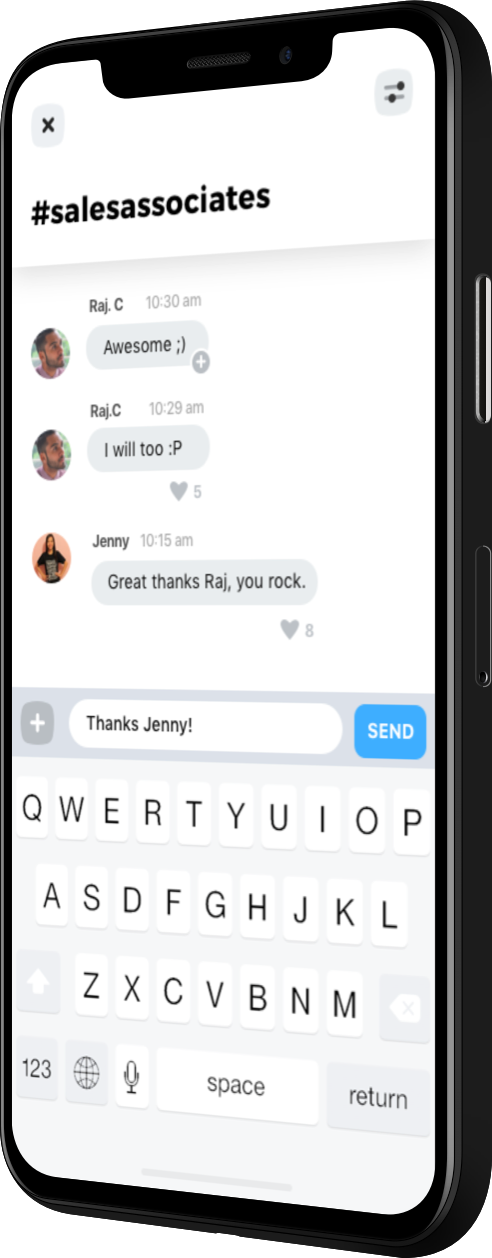 #salesassociates
Raj. C 10:30 am
Awesome ;)
Raj.C 10:29 am
I will too :P
5
Jenny 10:15 am
Great thanks Raj, you rock.
8
Thanks Jenny!
SEND
Q W E R T Y U I O P
A S D F G H J K L
Z X C V B N M
123 space return